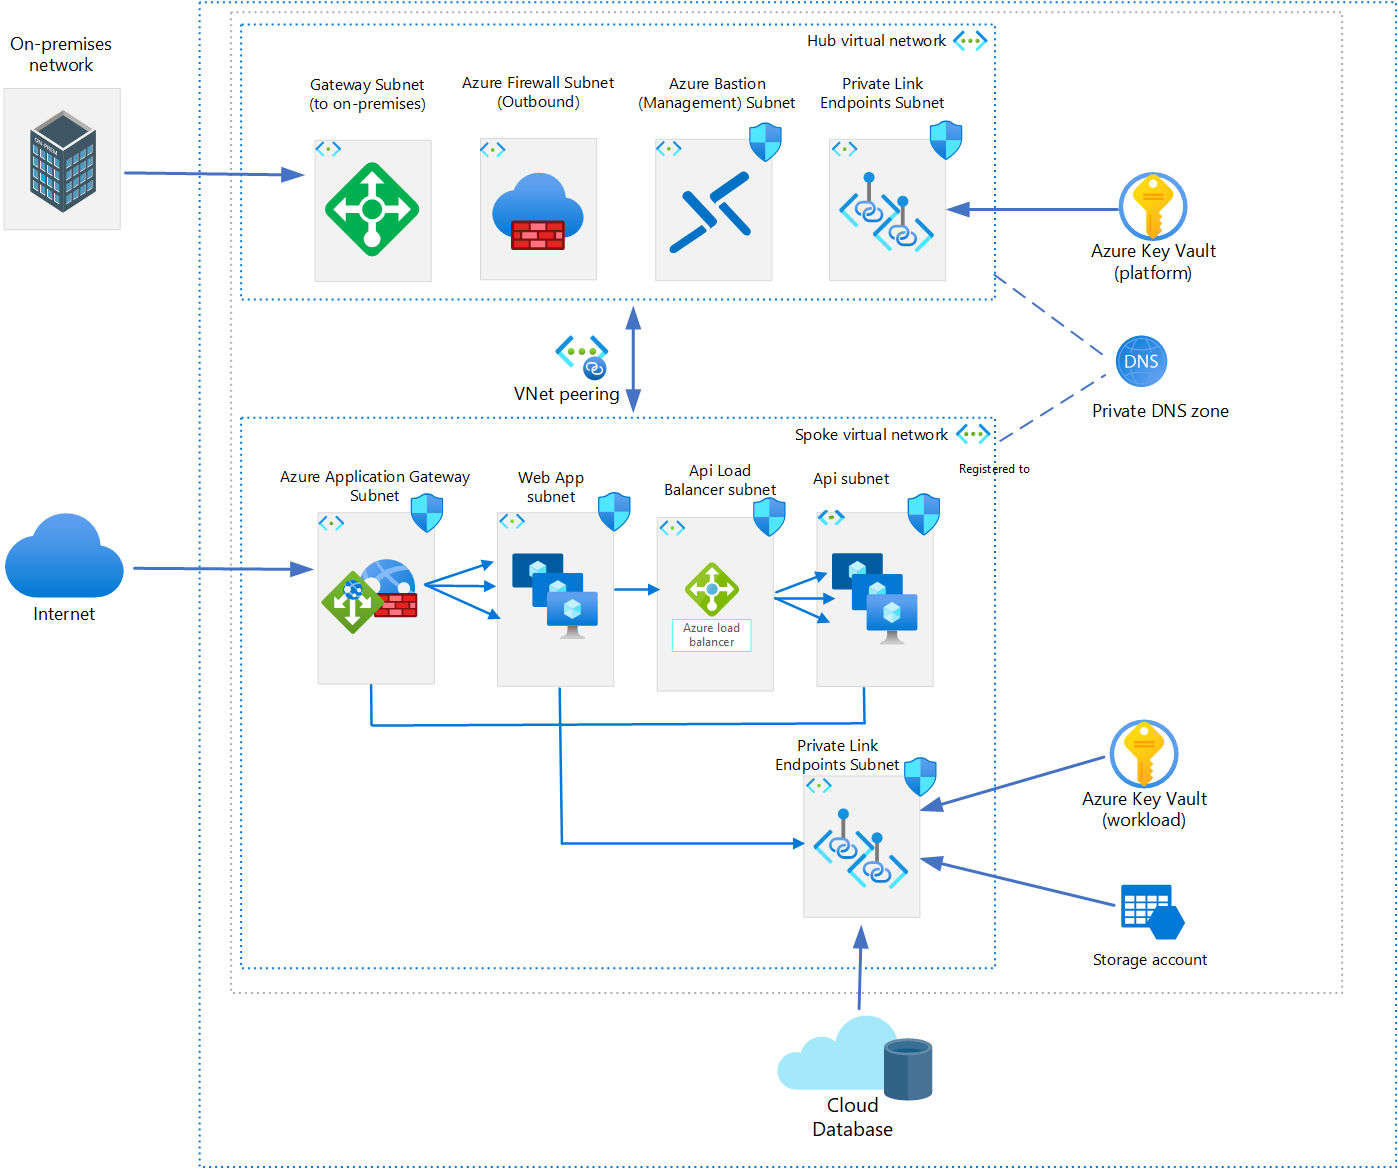 On-premises
network
ON-PREM
Hub virtual network
Gateway Subnet
(to on-premises)
Azure Firewall Subnet
(Outbound)
Azure Bastion
(Management) Subnet
Private Link
Endpoints Subnet
Azure Key Vault
(platform)
VNet peering
DNS
Private DNS zone
Spoke virtual network
Registered to
Azure Application Gateway
Subnet
Web App
subnet
Api Load
Balancer subnet
Api subnet
Internet
Azure load
balancer
Private Link
Endpoints Subnet
Azure Key Vault
(workload)
Storage account
Cloud
Database